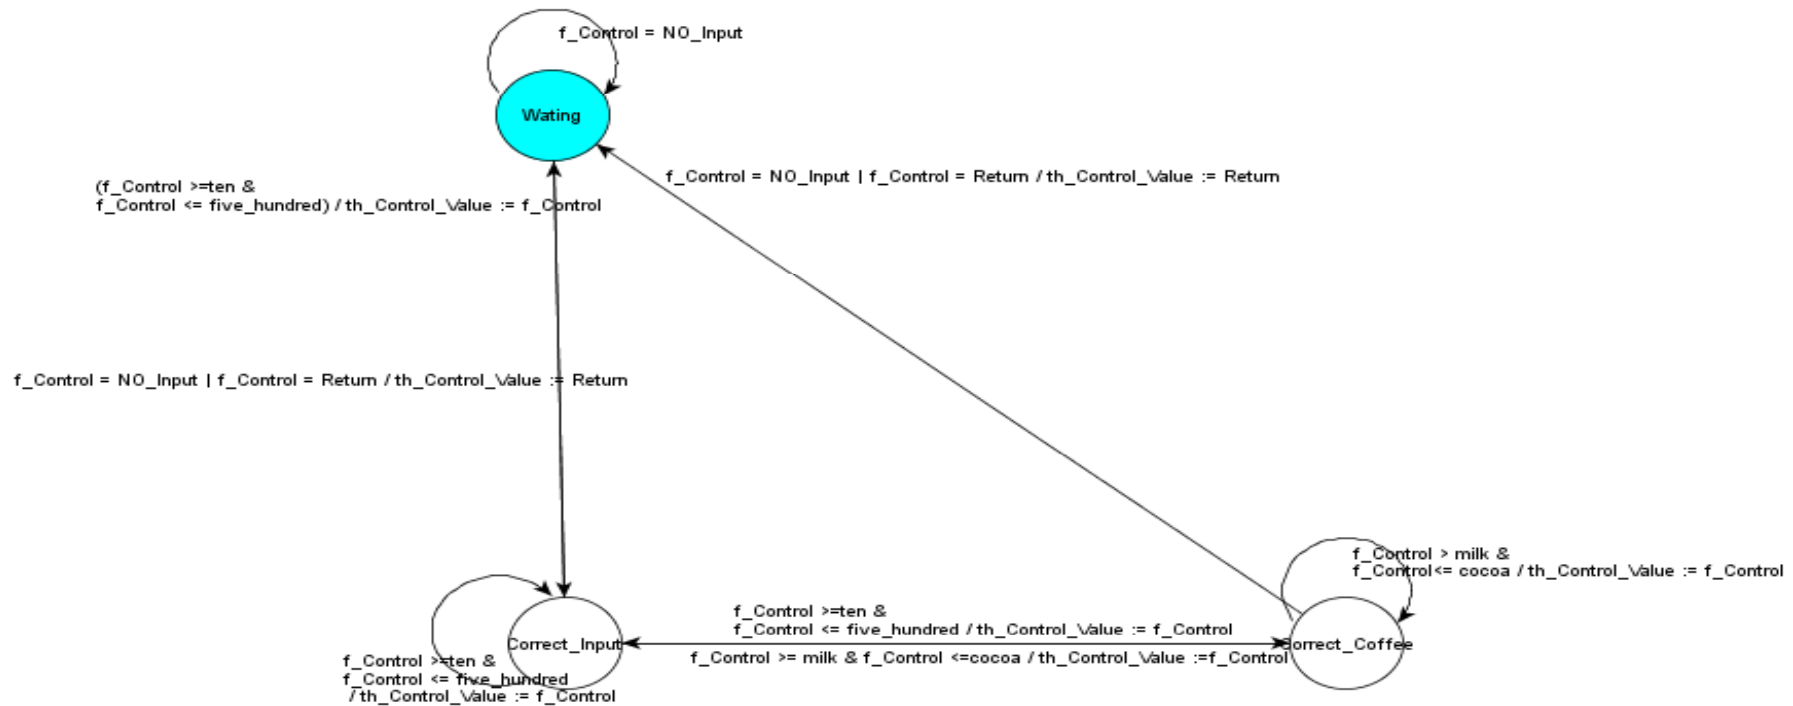 f_Control = NO_Input
Wating
f_Control = NO_Input | f_Control = Return / th_Control_Value := Return
(f_Control >=ten &
f_Control <= five_hundred) / th_Control_Value := f_Control
f_Control = NO_Input | f_Control = Return / th_Control_Value := Return
f_Control > milk &
f_Control<= cocoa / th_Control_Value := f_Control
f_Control >=ten &
f_Control <= five_hundred / th_Control_Value := f_Control
Correct_Input
Correct_Coffee
f_Control >= milk & f_Control <=cocoa / th_Control_Value :=f_Control
f_Control >=ten &
f_Control <= five_hundred
/ th_Control_Value := f_Control